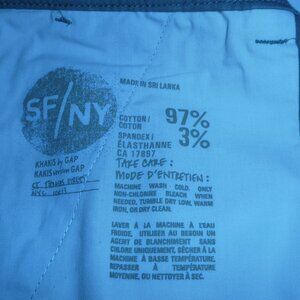 SF/NY
KHAKIS by GAP
KAKIS version GAP
MADE IN SRI LANKA
COTTON/
COTON 97%
SPANDEX/
ÉLASTHANNE 3%
CA 17897
TAKE CARE:
MODE D'ENTRETIEN:
MACHINE WASH COLD. ONLY
NON-CHLORINE BLEACH WHEN
NEEDED, TUMBLE DRY LOW, WARM
IRON, OR DRY CLEAN.
LAVER À LA MACHINE À L'EAU
FROIDE. UTILISER AU BESOIN UN
AGENT DE BLANCHIMENT SANS
CHLORE UNIQUEMENT. SÉCHER À LA
MACHINE À BASSE TEMPÉRATURE.
REPASSER À TEMPÉRATURE
MOYENNE, OU NETTOYER À SEC.